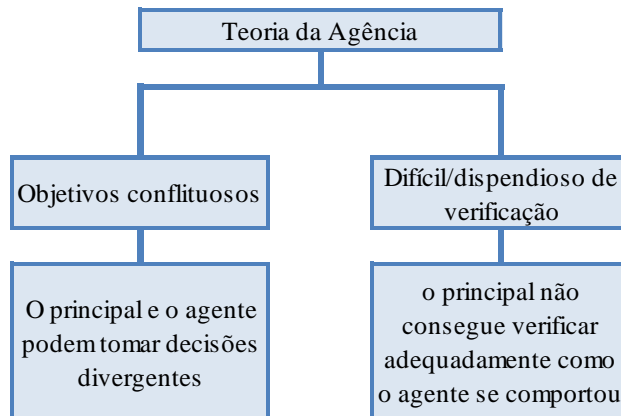 Teoria da Agência
Objetivos conflituosos
Difícil/dispendioso de
verificação
O principal e o agente
podem tomar decisões
divergentes
o principal não
consegue verificar
adequadamente como
o agente se comportou